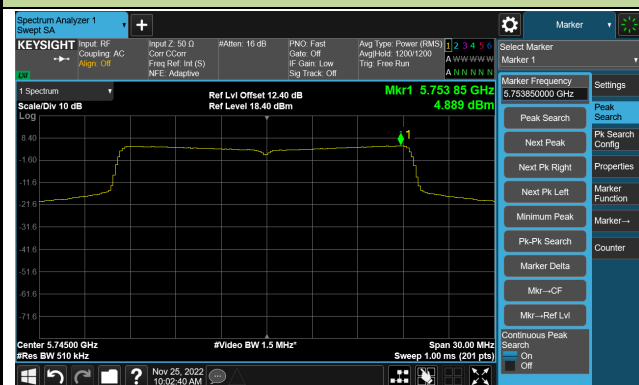 Spectrum Analyzer 1
Swept SA
Marker
KEYSIGHT
Input: RF
Coupling: AC
Align: Off
Input Z: 50 Ω
Corr CCorr
Freq Ref: Int (S)
NFE: Adaptive
#Atten: 16 dB
PNO: Fast
Gate: Off
IF Gain: Low
Sig Track: Off
Avg Type: Power (RMS)
Avg|Hold: 1200/1200
Trig: Free Run
1 2 3 4 5 6
A W W W W W
A N N N N N
LXI
Select Marker
Marker 1
1 Spectrum
Scale/Div 10 dB
Log
Ref Lvl Offset 12.40 dB
Ref Level 18.40 dBm
Mkr1 5.753 85 GHz
4.889 dBm
8.40
-1.60
-11.6
-21.6
-31.6
-41.6
-51.6
-61.6
-71.6
1
Center 5.74500 GHz
#Res BW 510 kHz
#Video BW 1.5 MHz*
Span 30.00 MHz
Sweep 1.00 ms (201 pts)
Marker Frequency
5.753850000 GHz
Peak Search
Next Peak
Next Pk Right
Next Pk Left
Minimum Peak
Pk-Pk Search
Marker Delta
Mkr→CF
Mkr→Ref Lvl
Continuous Peak
Search
On
Off
Settings
Peak
Search
Pk Search
Config
Properties
Marker
Function
Marker→
Counter
?
Nov 25, 2022
10:02:40 AM